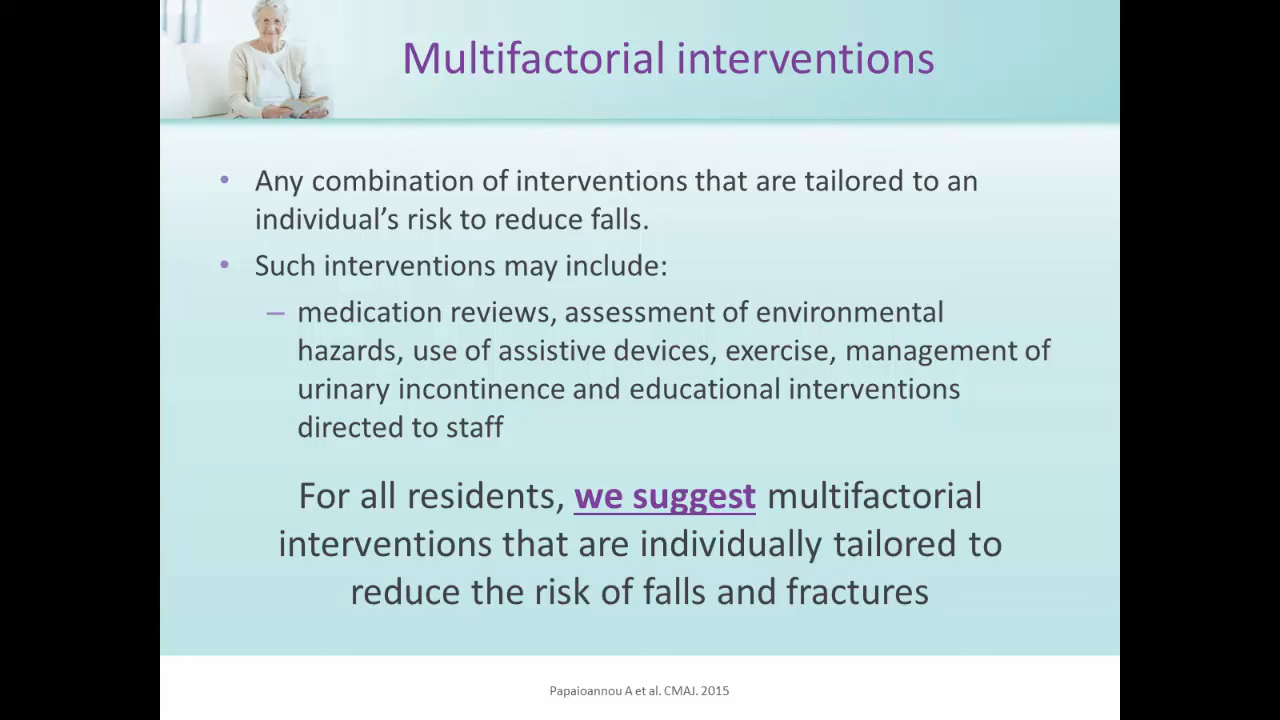 Multifactorial interventions
• Any combination of interventions that are tailored to an
individual’s risk to reduce falls.
• Such interventions may include:
– medication reviews, assessment of environmental
hazards, use of assistive devices, exercise, management of
urinary incontinence and educational interventions
directed to staff
For all residents, we suggest multifactorial
interventions that are individually tailored to
reduce the risk of falls and fractures
Papaioannou A et al. CMAJ. 2015